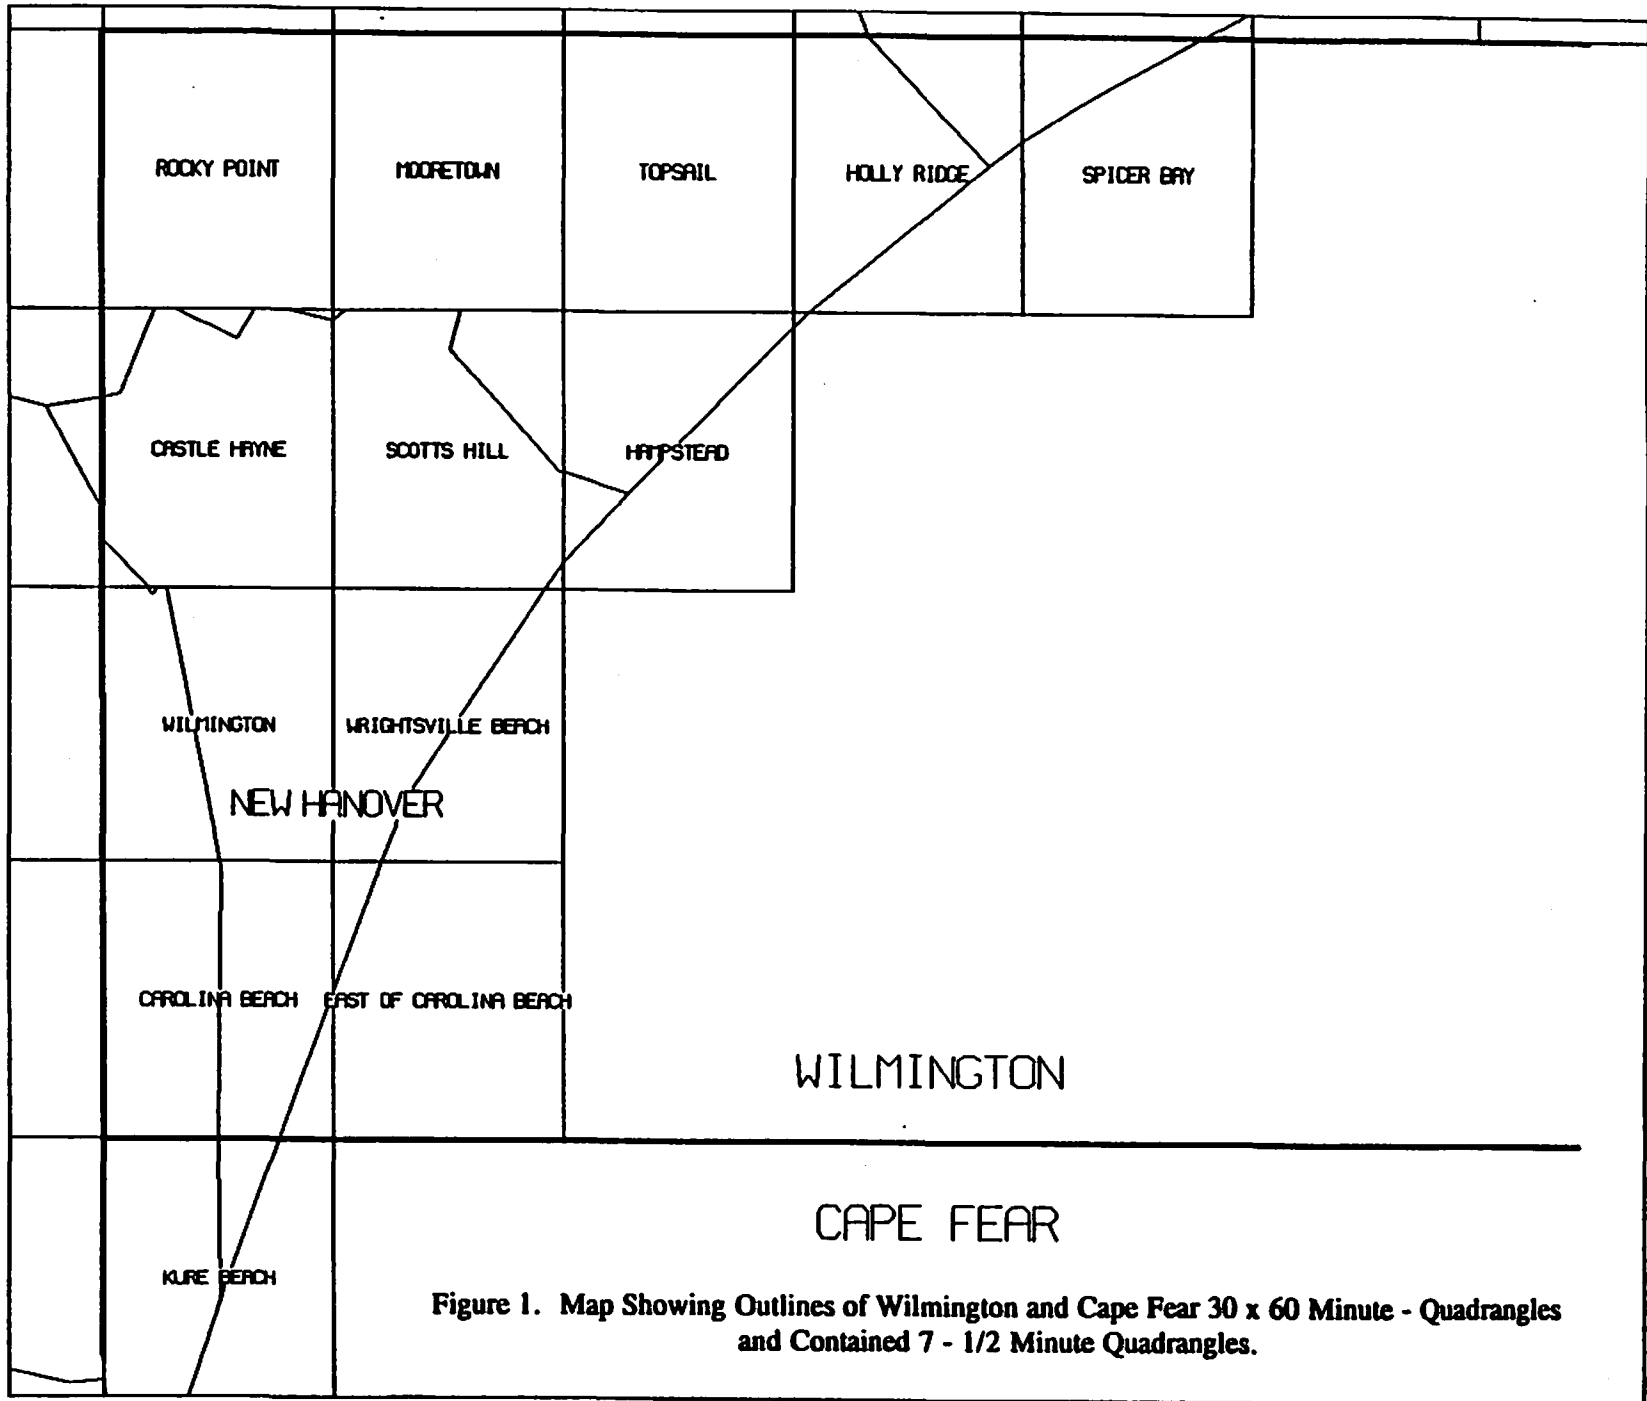 ROCKY POINT
MOORETOWN
TOPSAIL
HOLLY RIDGE
SPICER BAY
CASTLE HAYNE
SCOTTS HILL
HAMPSTEAD
WILMINGTON
WRIGHTSVILLE BEACH
NEW HANOVER
CAROLINA BEACH
EAST OF CAROLINA BEACH
WILMINGTON
CAPE FEAR
KURE BEACH
Figure 1. Map Showing Outlines of Wilmington and Cape Fear 30 x 60 Minute - Quadrangles
and Contained 7 - 1/2 Minute Quadrangles.